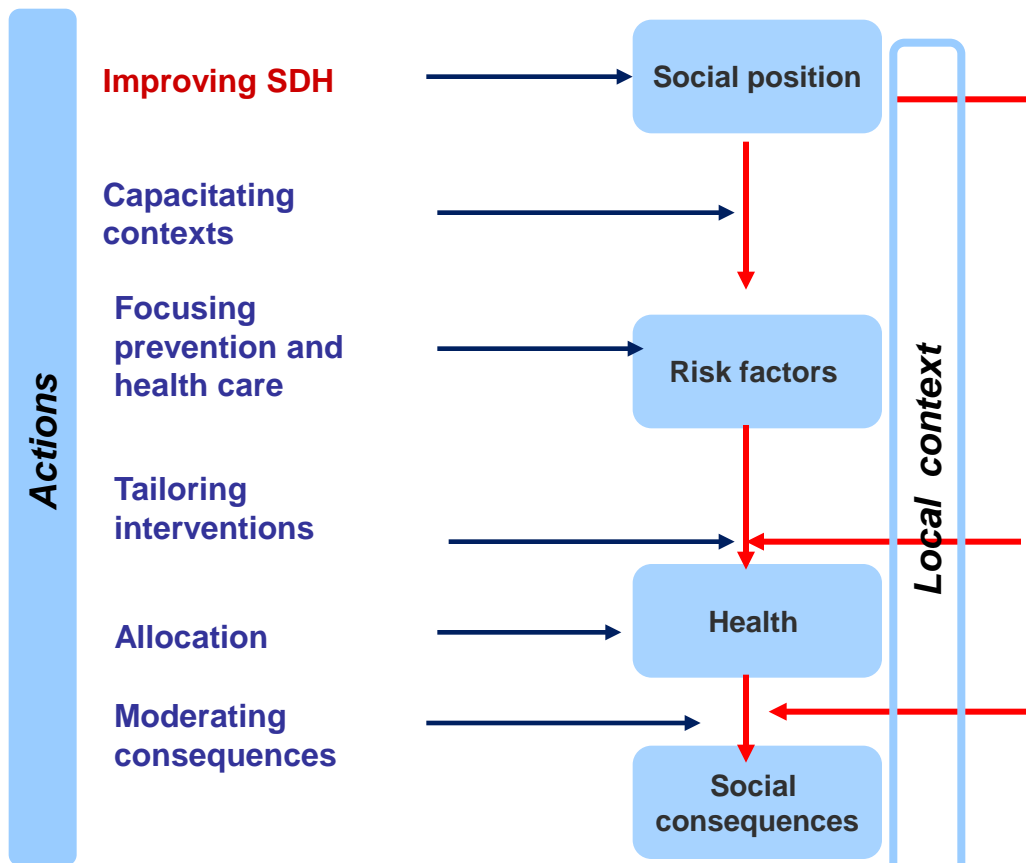 Actions
Improving SDH
Social position
Capacitating
contexts
Focusing
prevention and
health care
Risk factors
Tailoring
interventions
Health
Allocation
Moderating
consequences
Social
consequences
Local context